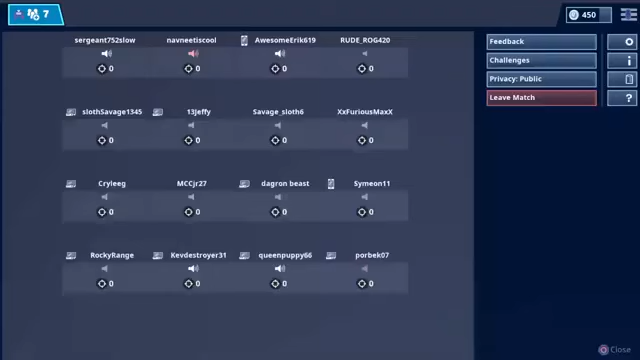 7
450
sergeant752slow navneetiscool AwesomeErik619 RUDE_ROG420
0 0 0 0
slothSavage1345 13Jeffy Savage_sloth6 XxFuriousMaxX
0 0 0 0
Cryleeg MCCjr27 dagron beast Symeon11
0 0 0 0
RockyRange Kevdestroyer31 queenpuppy66 porbek07
0 0 0 0
Feedback
Challenges
Privacy: Public
Leave Match
Close